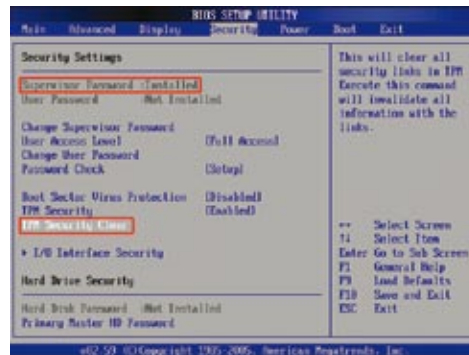 BIOS SETUP UTILITY
Main Advanced Display Security Power Boot Exit
Security Settings
Supervisor Password :Installed
User Password :Not Installed
Change Supervisor Password
User Access Level [Full Access]
Change User Password
Password Check [Setup]
Boot Sector Virus Protection [Disabled]
TPM Security [Enabled]
TPM Security Clear
▸ I/O Interface Security
Hard Drive Security
Hard Disk Password :Not Installed
Primary Master HD Password
This will clear all
security links in TPM
Execute this command
will invalidate all
information with the
links.
↔ Select Screen
↑↓ Select Item
Enter Go to Sub Screen
F1 General Help
F9 Load Defaults
F10 Save and Exit
ESC Exit
v02.59 (C)Copyright 1985-2005, American Megatrends, Inc.